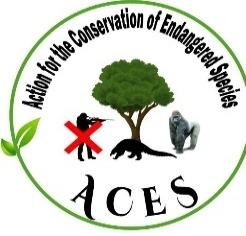 Action for the Conservation of Endangered Species
ACES